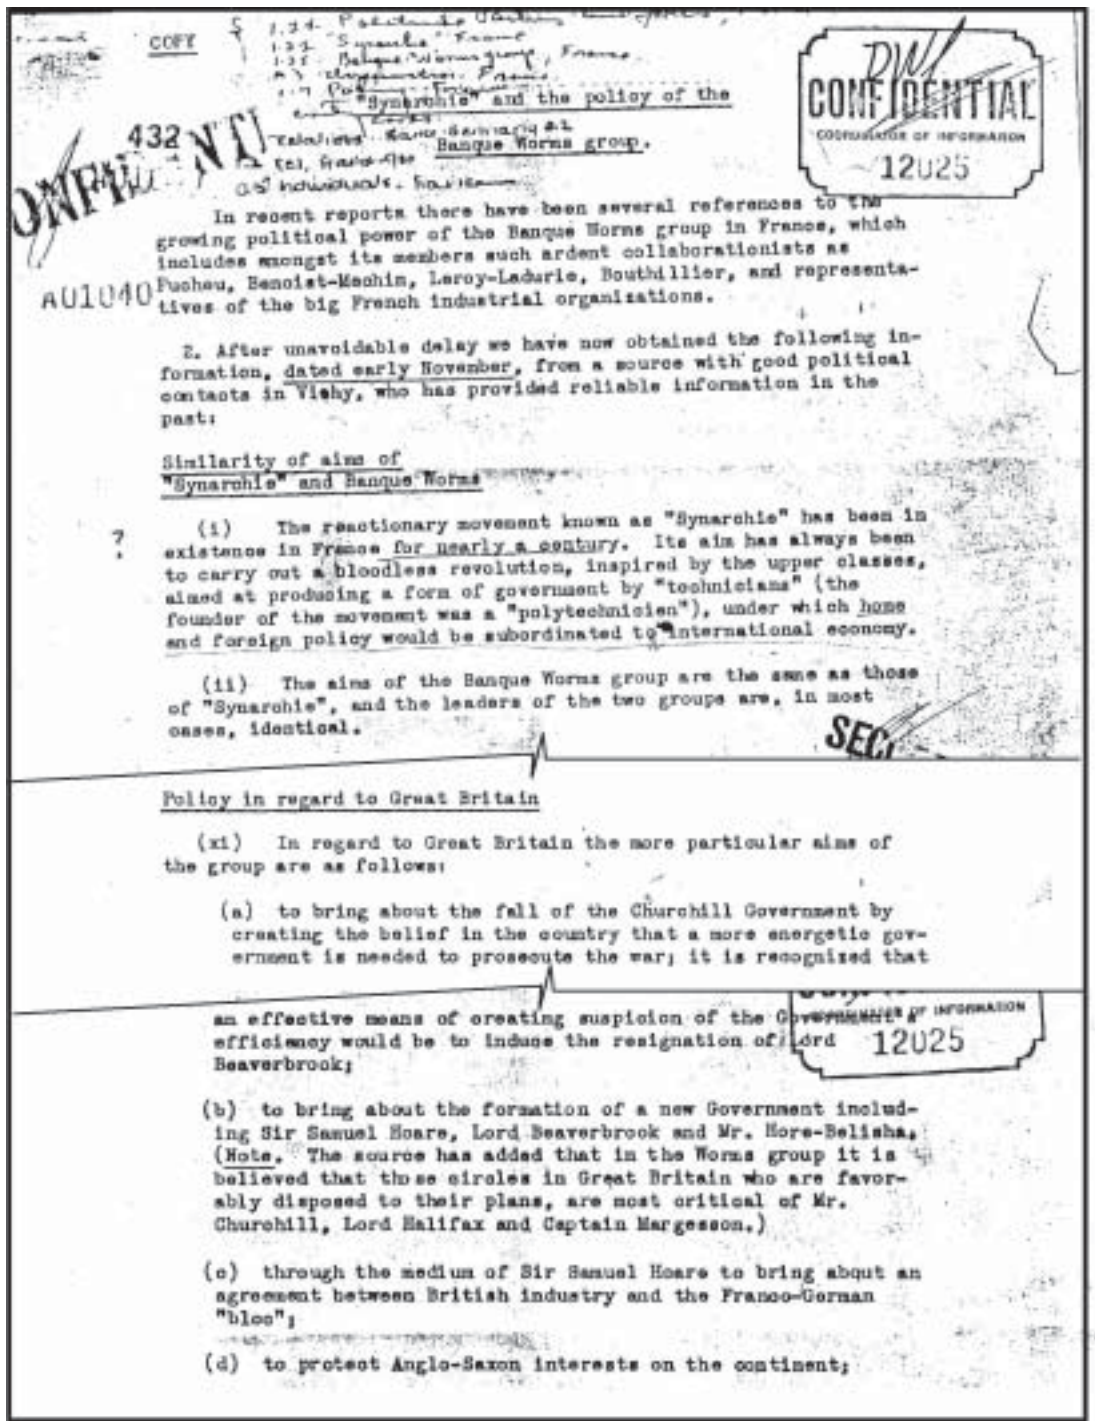 COPY
1.22 "Synarchie" France
1.25 Banque Worms group, France
DW
CONFIDENTIAL
COORDINATOR OF INFORMATION
12025
432
"Synarchie" and the policy of the
Banque Worms group.
In recent reports there have been several references to the
growing political power of the Banque Worms group in France, which
includes amongst its members such ardent collaborationists as
Pucheu, Benoist-Mechin, Leroy-Ladurie, Bouthillier, and representa-
tives of the big French industrial organizations.
AU1040
2. After unavoidable delay we have now obtained the following in-
formation, dated early November, from a source with good political
contacts in Vichy, who has provided reliable information in the
past:
Similarity of aims of
"Synarchie" and Banque Worms
?
(i) The reactionary movement known as "Synarchie" has been in
existence in France for nearly a century. Its aim has always been
to carry out a bloodless revolution, inspired by the upper classes,
aimed at producing a form of government by "technicians" (the
founder of the movement was a "polytechnicien"), under which home
and foreign policy would be subordinated to international economy.
(ii) The aims of the Banque Worms group are the same as those
of "Synarchie", and the leaders of the two groups are, in most
cases, identical.
SEC
Policy in regard to Great Britain
(xi) In regard to Great Britain the more particular aims of
the group are as follows:
(a) to bring about the fall of the Churchill Government by
creating the belief in the country that a more energetic gov-
ernment is needed to prosecute the war; it is recognized that
an effective means of creating suspicion of the Government's
efficiency would be to induce the resignation of Lord
Beaverbrook;
OF INFORMATION
12025
(b) to bring about the formation of a new Government includ-
ing Sir Samuel Hoare, Lord Beaverbrook and Mr. Hore-Belisha.
(Note. The source has added that in the Worms group it is
believed that those circles in Great Britain who are favor-
ably disposed to their plans, are most critical of Mr.
Churchill, Lord Halifax and Captain Margesson.)
(c) through the medium of Sir Samuel Hoare to bring about an
agreement between British industry and the Franco-German
"bloc";
(d) to protect Anglo-Saxon interests on the continent;